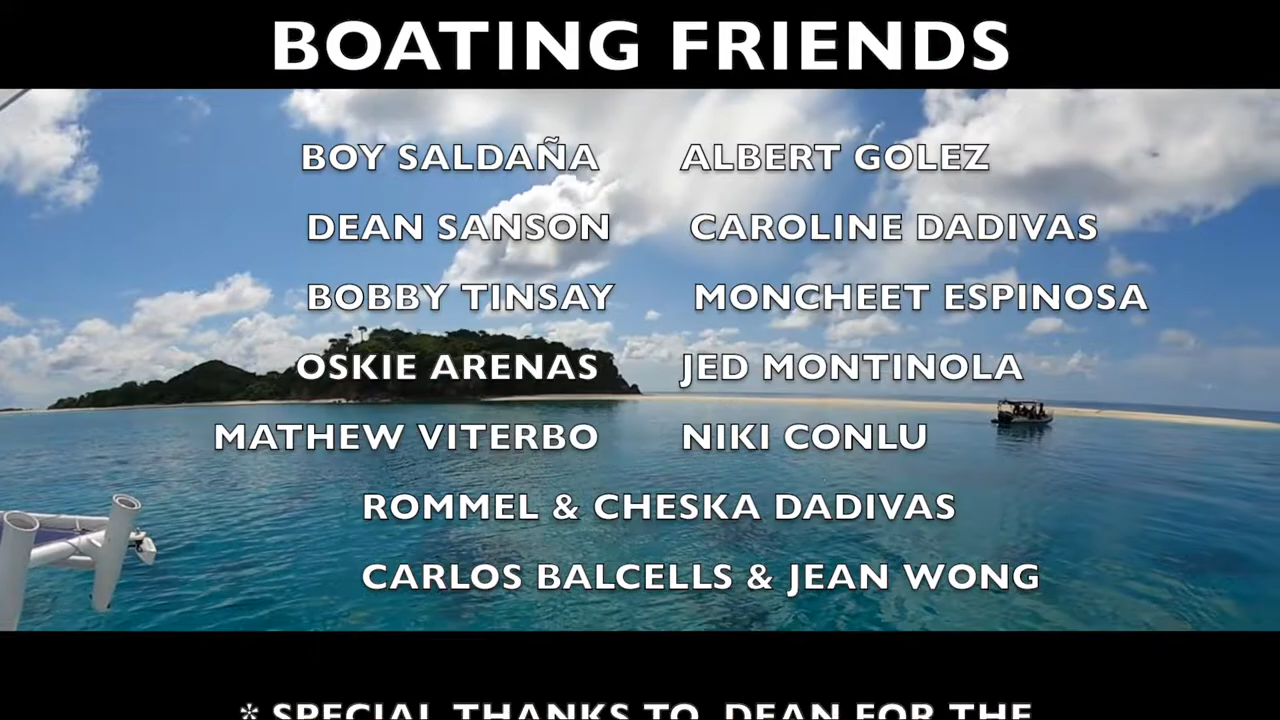 BOATING FRIENDS
BOY SALDAÑA ALBERT GOLEZ
DEAN SANSON CAROLINE DADIVAS
BOBBY TINSAY MONCHEET ESPINOSA
OSKIE ARENAS JED MONTINOLA
MATHEW VITERBO NIKI CONLU
ROMMEL & CHESKA DADIVAS
CARLOS BALCELLS & JEAN WONG
* SPECIAL THANKS TO DEAN FOR THE